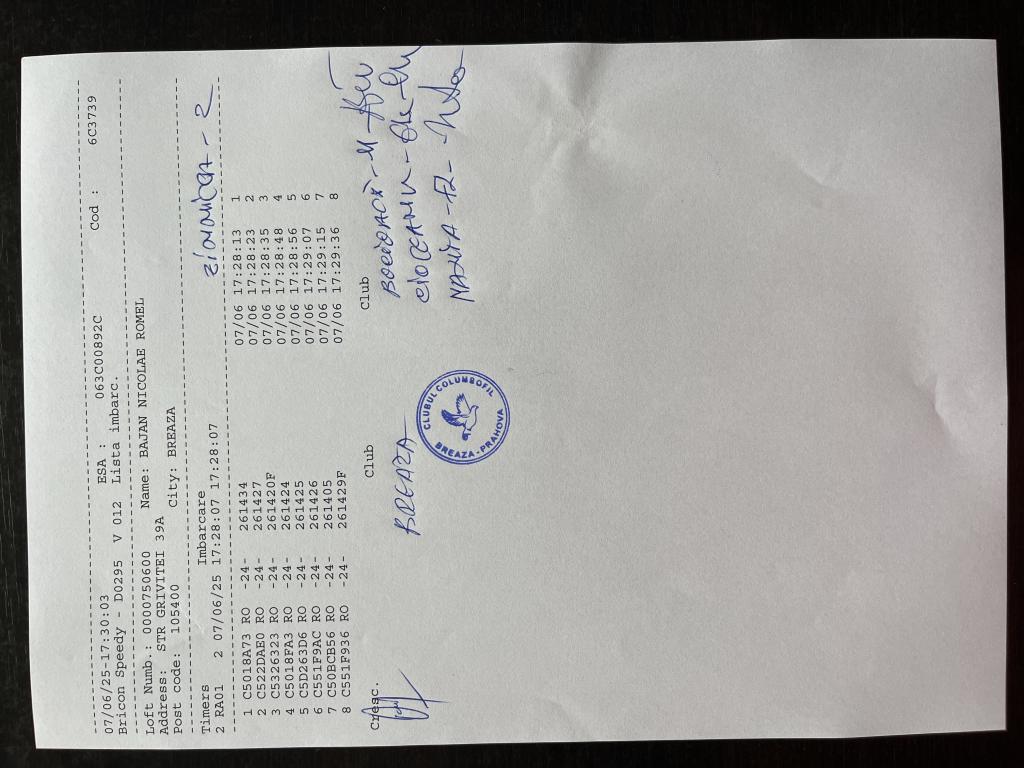 07/06/25-17:30:03 ESA : 063C00892C Cod : 6C3739
Bricon Speedy - D0295 V 012 Lista imbarc.
Loft Numb.: 0000750600 Name: BAJAN NICOLAE ROMEL
Address: STR GRIVITEI 39A
Post code: 105400 City: BREAZA
Timers Imbarcare
2 RA01 2 07/06/25 17:28:07 17:28:07
1 C5018A73 RO -24- 261434 07/06 17:28:13 1
2 C522DAE0 RO -24- 261427 07/06 17:28:23 2
3 C5326323 RO -24- 261420F 07/06 17:28:35 3
4 C5018FA3 RO -24- 261424 07/06 17:28:48 4
5 C5D263D6 RO -24- 261425 07/06 17:28:56 5
6 C551F9AC RO -24- 261426 07/06 17:29:07 6
7 C50BCB56 RO -24- 261405 07/06 17:29:15 7
8 C551F936 RO -24- 261429F 07/06 17:29:36 8
Cresc. Club Club
BREAZA
CLUBUL COLUMBOFIL
BREAZA-PRAHOVA